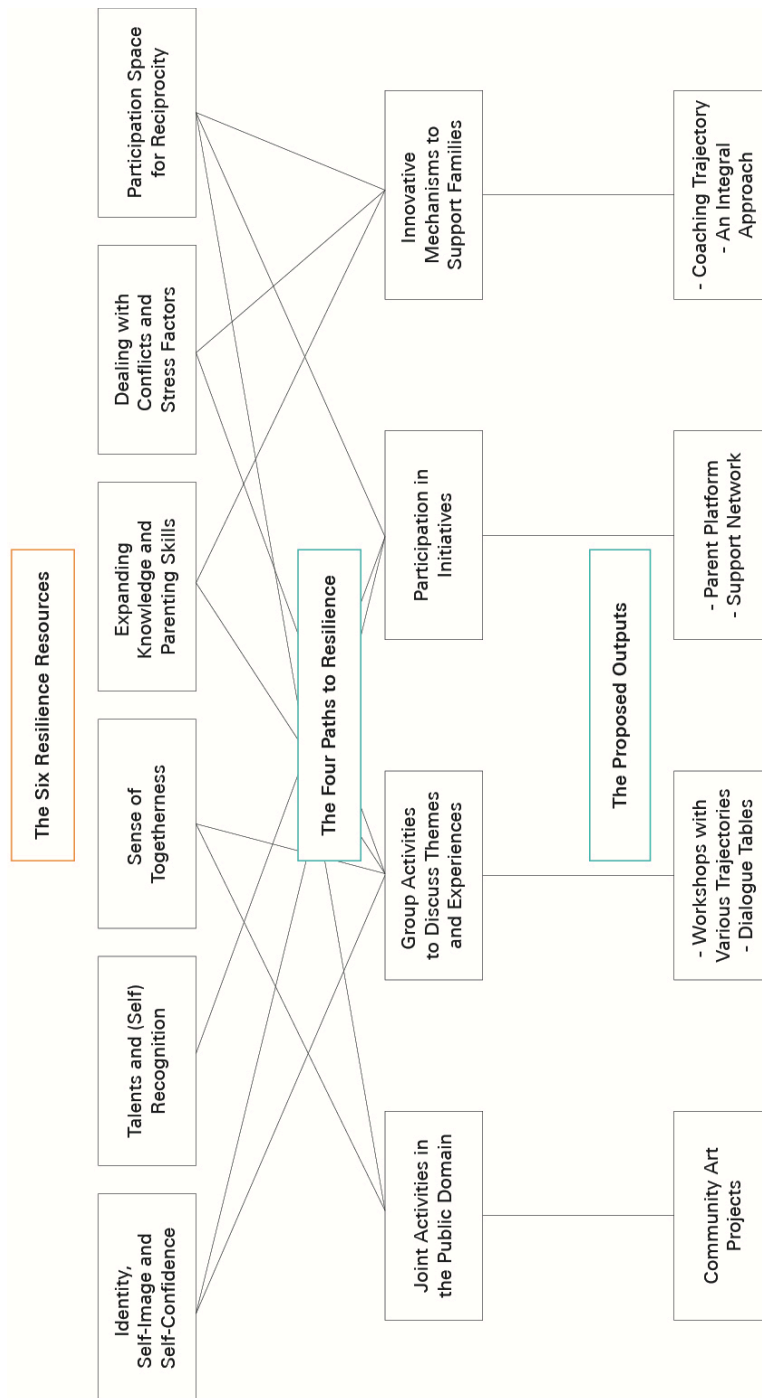 The Six Resilience Resources
Identity,
Self-Image and
Self-Confidence
Talents and (Self)
Recognition
Sense of
Togetherness
Expanding
Knowledge and
Parenting Skills
Dealing with
Conflicts and
Stress Factors
Participation Space
for Reciprocity
The Four Paths to Resilience
Joint Activities in
the Public Domain
Group Activities
to Discuss Themes
and Experiences
Participation in
Initiatives
Innovative
Mechanisms to
Support Families
The Proposed Outputs
Community Art
Projects
- Workshops with
Various Trajectories
- Dialogue Tables
- Parent Platform
- Support Network
- Coaching Trajectory
- An Integral
Approach